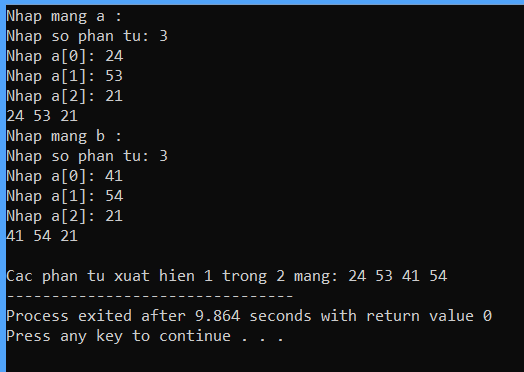 Nhap mang a :
Nhap so phan tu: 3
Nhap a[0]: 24
Nhap a[1]: 53
Nhap a[2]: 21
24 53 21
Nhap mang b :
Nhap so phan tu: 3
Nhap a[0]: 41
Nhap a[1]: 54
Nhap a[2]: 21
41 54 21
Cac phan tu xuat hien 1 trong 2 mang: 24 53 41 54
--------------------------------
Process exited after 9.864 seconds with return value 0
Press any key to continue . . .